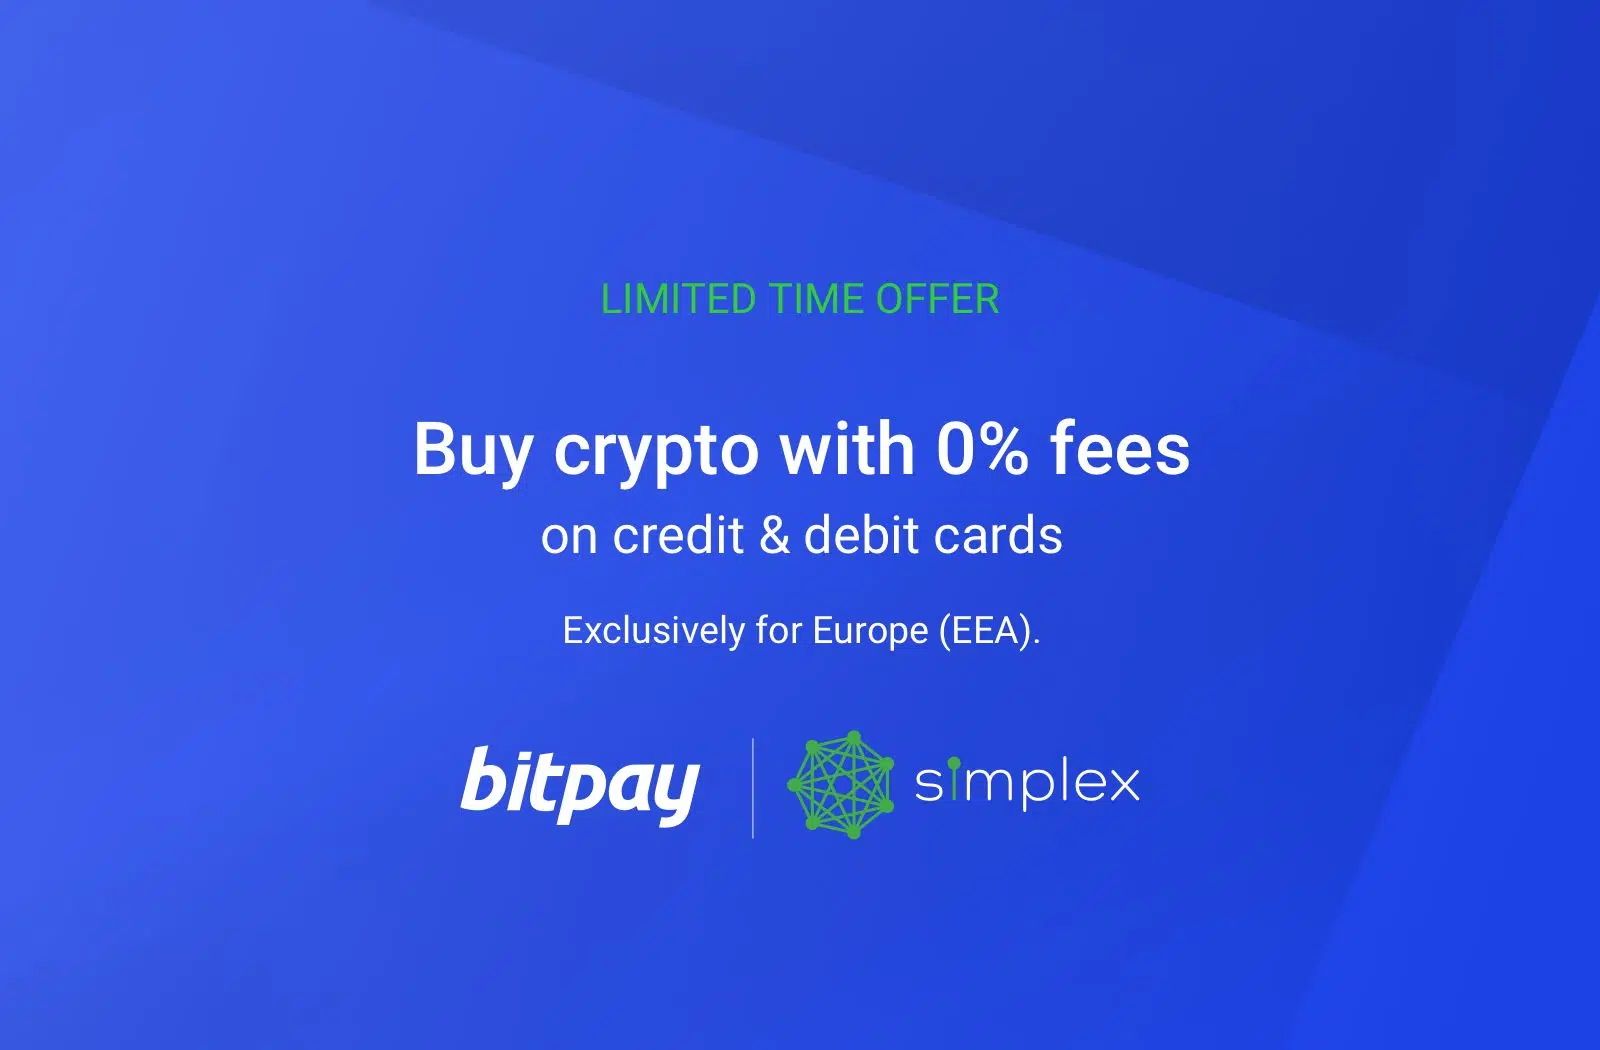 LIMITED TIME OFFER
Buy crypto with 0% fees
on credit & debit cards
Exclusively for Europe (EEA).
bitpay
simplex